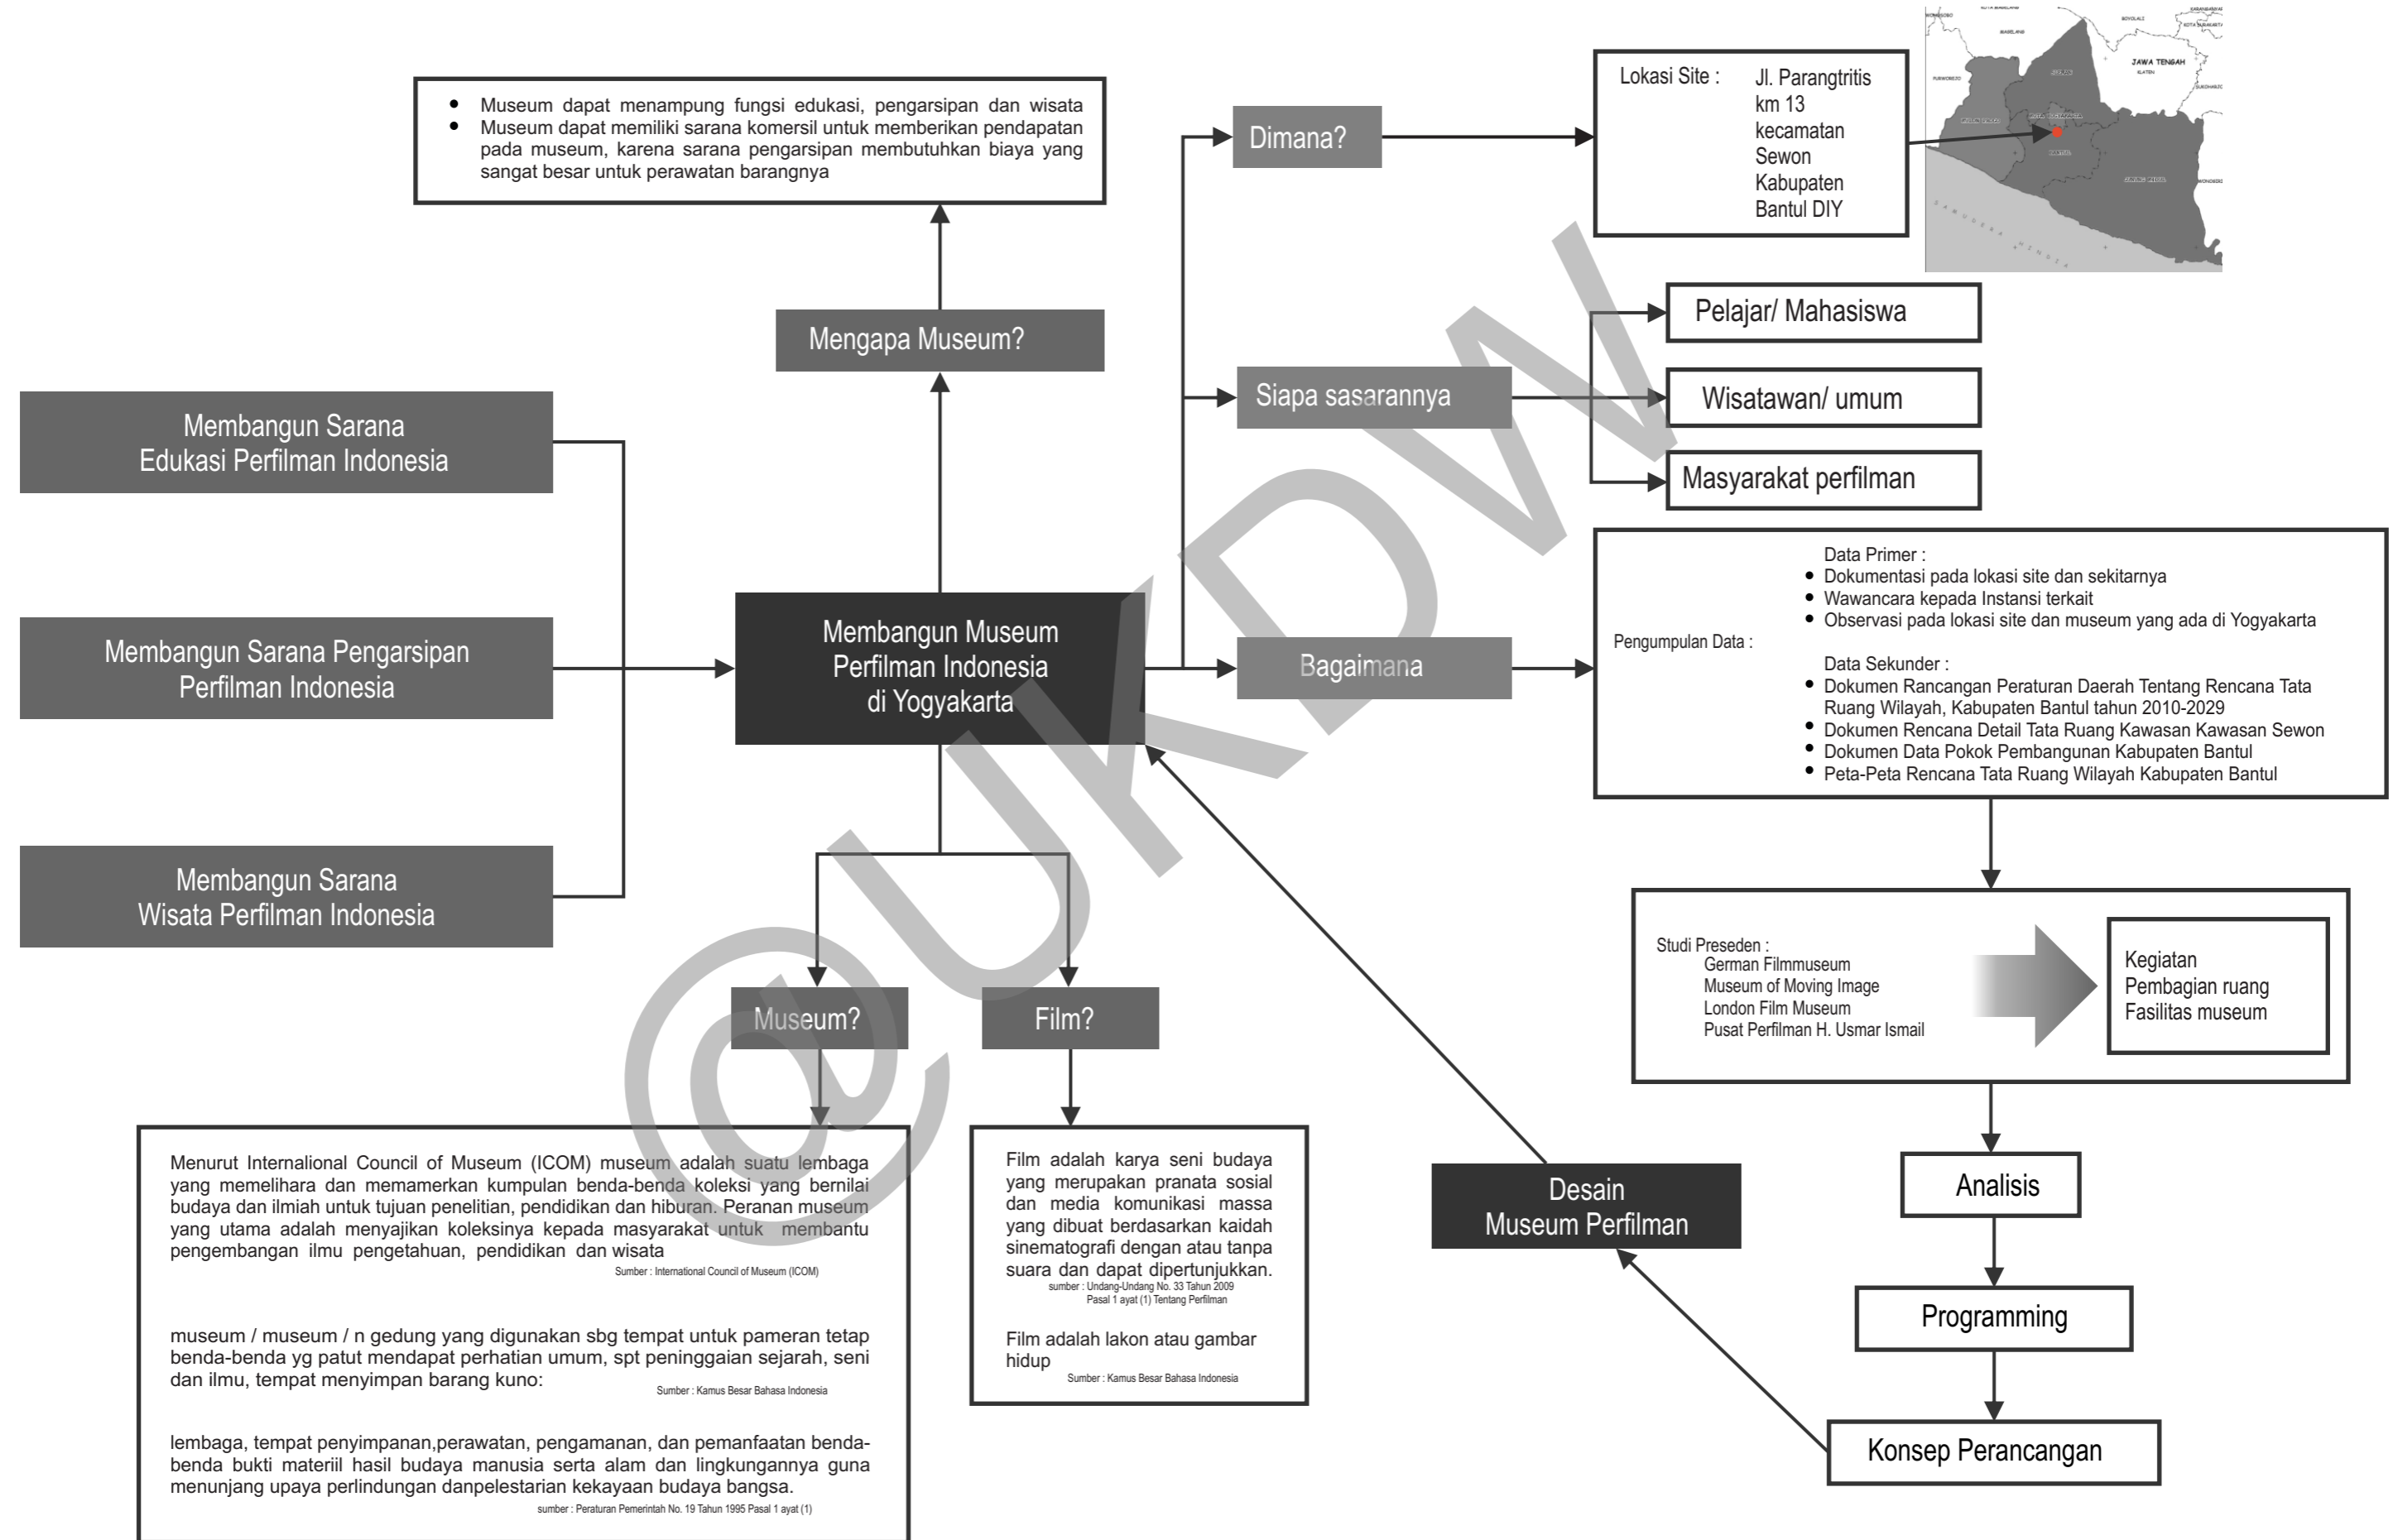 Museum dapat menampung fungsi edukasi, pengarsipan dan wisata
Museum dapat memiliki sarana komersil untuk memberikan pendapatan
pada museum, karena sarana pengarsipan membutuhkan biaya yang
sangat besar untuk perawatan barangnya
Mengapa Museum?
Membangun Sarana
Edukasi Perfilman Indonesia
Membangun Sarana Pengarsipan
Perfilman Indonesia
Membangun Sarana
Wisata Perfilman Indonesia
Membangun Museum
Perfilman Indonesia
di Yogyakarta
Dimana?
Lokasi Site : Jl. Parangtritis
km 13
kecamatan
Sewon
Kabupaten
Bantul DIY
MAGELANG
BOYOLALI
JAWA TENGAH
KLATEN
PURWOREJO
BANTUL
SAMUDERA HINDIA
Siapa sasarannya
Pelajar/ Mahasiswa
Wisatawan/ umum
Masyarakat perfilman
Bagaimana
Pengumpulan Data :
Data Primer :
Dokumentasi pada lokasi site dan sekitarnya
Wawancara kepada Instansi terkait
Observasi pada lokasi site dan museum yang ada di Yogyakarta
Data Sekunder :
Dokumen Rancangan Peraturan Daerah Tentang Rencana Tata
Ruang Wilayah, Kabupaten Bantul tahun 2010-2029
Dokumen Rencana Detail Tata Ruang Kawasan Kawasan Sewon
Dokumen Data Pokok Pembangunan Kabupaten Bantul
Peta-Peta Rencana Tata Ruang Wilayah Kabupaten Bantul
Studi Preseden :
German Filmmuseum
Museum of Moving Image
London Film Museum
Pusat Perfilman H. Usmar Ismail
Kegiatan
Pembagian ruang
Fasilitas museum
Analisis
Programming
Konsep Perancangan
Desain
Museum Perfilman
Museum?
Film?
Menurut Internalional Council of Museum (ICOM) museum adalah suatu lembaga
yang memelihara dan memamerkan kumpulan benda-benda koleksi yang bernilai
budaya dan ilmiah untuk tujuan penelitian, pendidikan dan hiburan. Peranan museum
yang utama adalah menyajikan koleksinya kepada masyarakat untuk membantu
pengembangan ilmu pengetahuan, pendidikan dan wisata
Sumber : International Council of Museum (ICOM)
museum / museum / n gedung yang digunakan sbg tempat untuk pameran tetap
benda-benda yg patut mendapat perhatian umum, spt peninggaian sejarah, seni
dan ilmu, tempat menyimpan barang kuno:
Sumber : Kamus Besar Bahasa Indonesia
lembaga, tempat penyimpanan,perawatan, pengamanan, dan pemanfaatan benda-
benda bukti materiil hasil budaya manusia serta alam dan lingkungannya guna
menunjang upaya perlindungan danpelestarian kekayaan budaya bangsa.
sumber : Peraturan Pemerintah No. 19 Tahun 1995 Pasal 1 ayat (1)
Film adalah karya seni budaya
yang merupakan pranata sosial
dan media komunikasi massa
yang dibuat berdasarkan kaidah
sinematografi dengan atau tanpa
suara dan dapat dipertunjukkan.
sumber : Undang-Undang No. 33 Tahun 2009
Pasal 1 ayat (1) Tentang Perfilman
Film adalah lakon atau gambar
hidup
Sumber : Kamus Besar Bahasa Indonesia
@UKDW